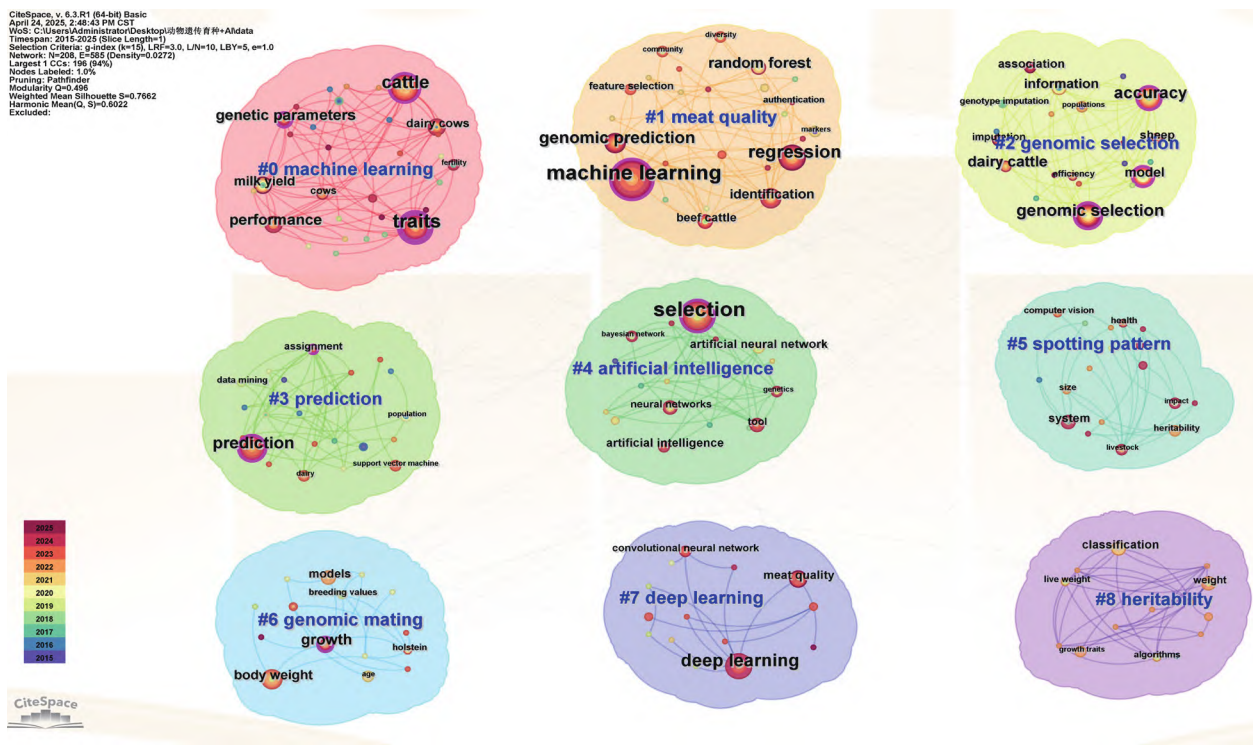 CiteSpace, v. 6.3.R1 (64-bit) Basic
April 24, 2025, 2:48:43 PM CST
WoS: C:\Users\Administrator\Desktop\动物遗传育种+AI\data
Timespan: 2015-2025 (Slice Length=1)
Selection Criteria: g-index (k=15), LRF=3.0, L/N=10, LBY=5, e=1.0
Network: N=208, E=585 (Density=0.0272)
Largest 1 CCs: 196 (94%)
Nodes Labeled: 1.0%
Pruning: Pathfinder
Modularity Q=0.496
Weighted Mean Silhouette S=0.7662
Harmonic Mean(Q, S)=0.6022
Excluded:
cattle
genetic parameters
dairy cows
fertility
#0 machine learning
milk yield
cows
performance
traits
diversity
community
random forest
feature selection
authentication
#1 meat quality
markers
genomic prediction
regression
machine learning
identification
beef cattle
association
information
accuracy
genotype imputation
populations
imputation
sheep
#2 genomic selection
dairy cattle
efficiency
model
genomic selection
assignment
data mining
#3 prediction
population
prediction
support vector machine
dairy
selection
bayesian network
artificial neural network
#4 artificial intelligence
genetics
neural networks
tool
artificial intelligence
computer vision
health
#5 spotting pattern
size
impact
system
heritability
livestock
2025
2024
2023
2022
2021
2020
2019
2018
2017
2016
2015
models
breeding values
#6 genomic mating
growth
holstein
body weight
age
convolutional neural network
meat quality
#7 deep learning
deep learning
classification
live weight
weight
#8 heritability
growth traits
algorithms
CiteSpace